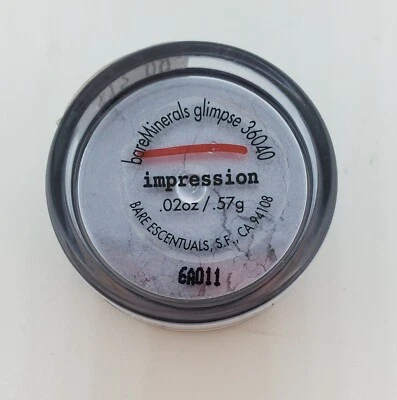 bareMinerals glimpse 36040
impression
.02oz/.57g
BARE ESCENTUALS, S.F., CA 94108
6A011